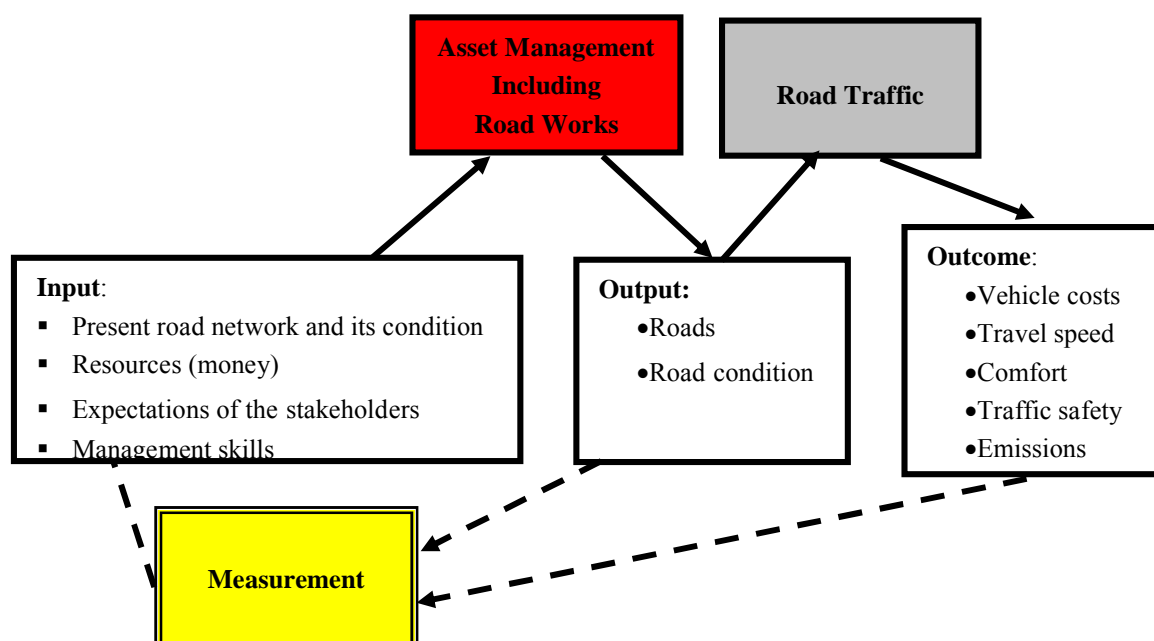 Asset Management
Including
Road Works
Road Traffic
Input:
▪ Present road network and its condition
▪ Resources (money)
▪ Expectations of the stakeholders
▪ Management skills
Output:
•Roads
•Road condition
Outcome:
•Vehicle costs
•Travel speed
•Comfort
•Traffic safety
•Emissions
Measurement